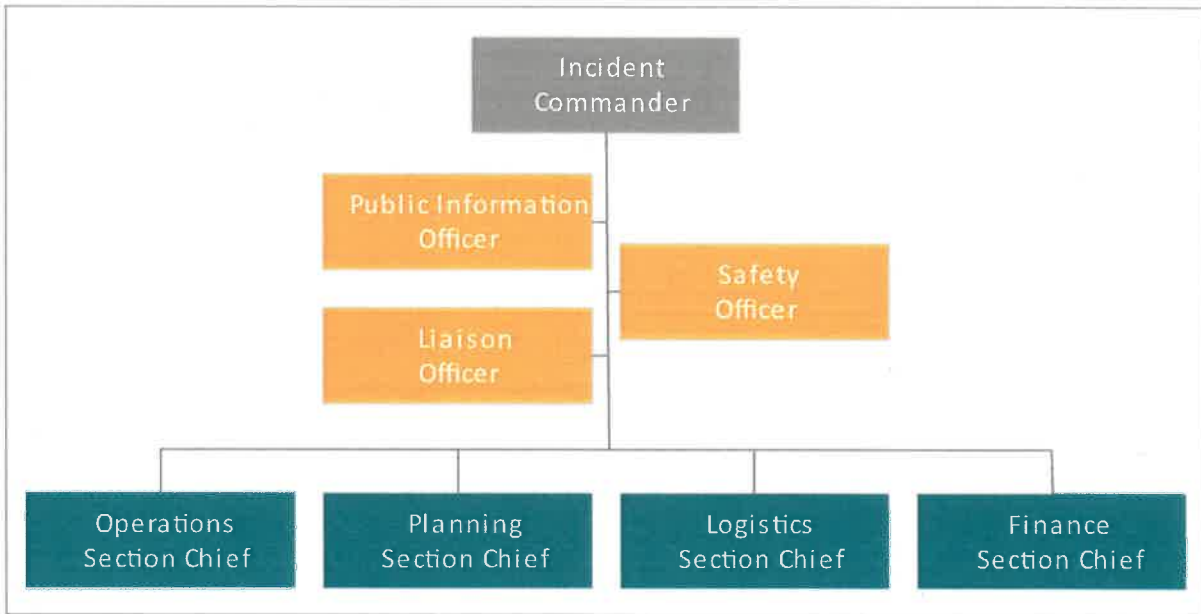 Incident
Commander
Public Information
Officer
Safety
Officer
Liaison
Officer
Operations
Section Chief
Planning
Section Chief
Logistics
Section Chief
Finance
Section Chief